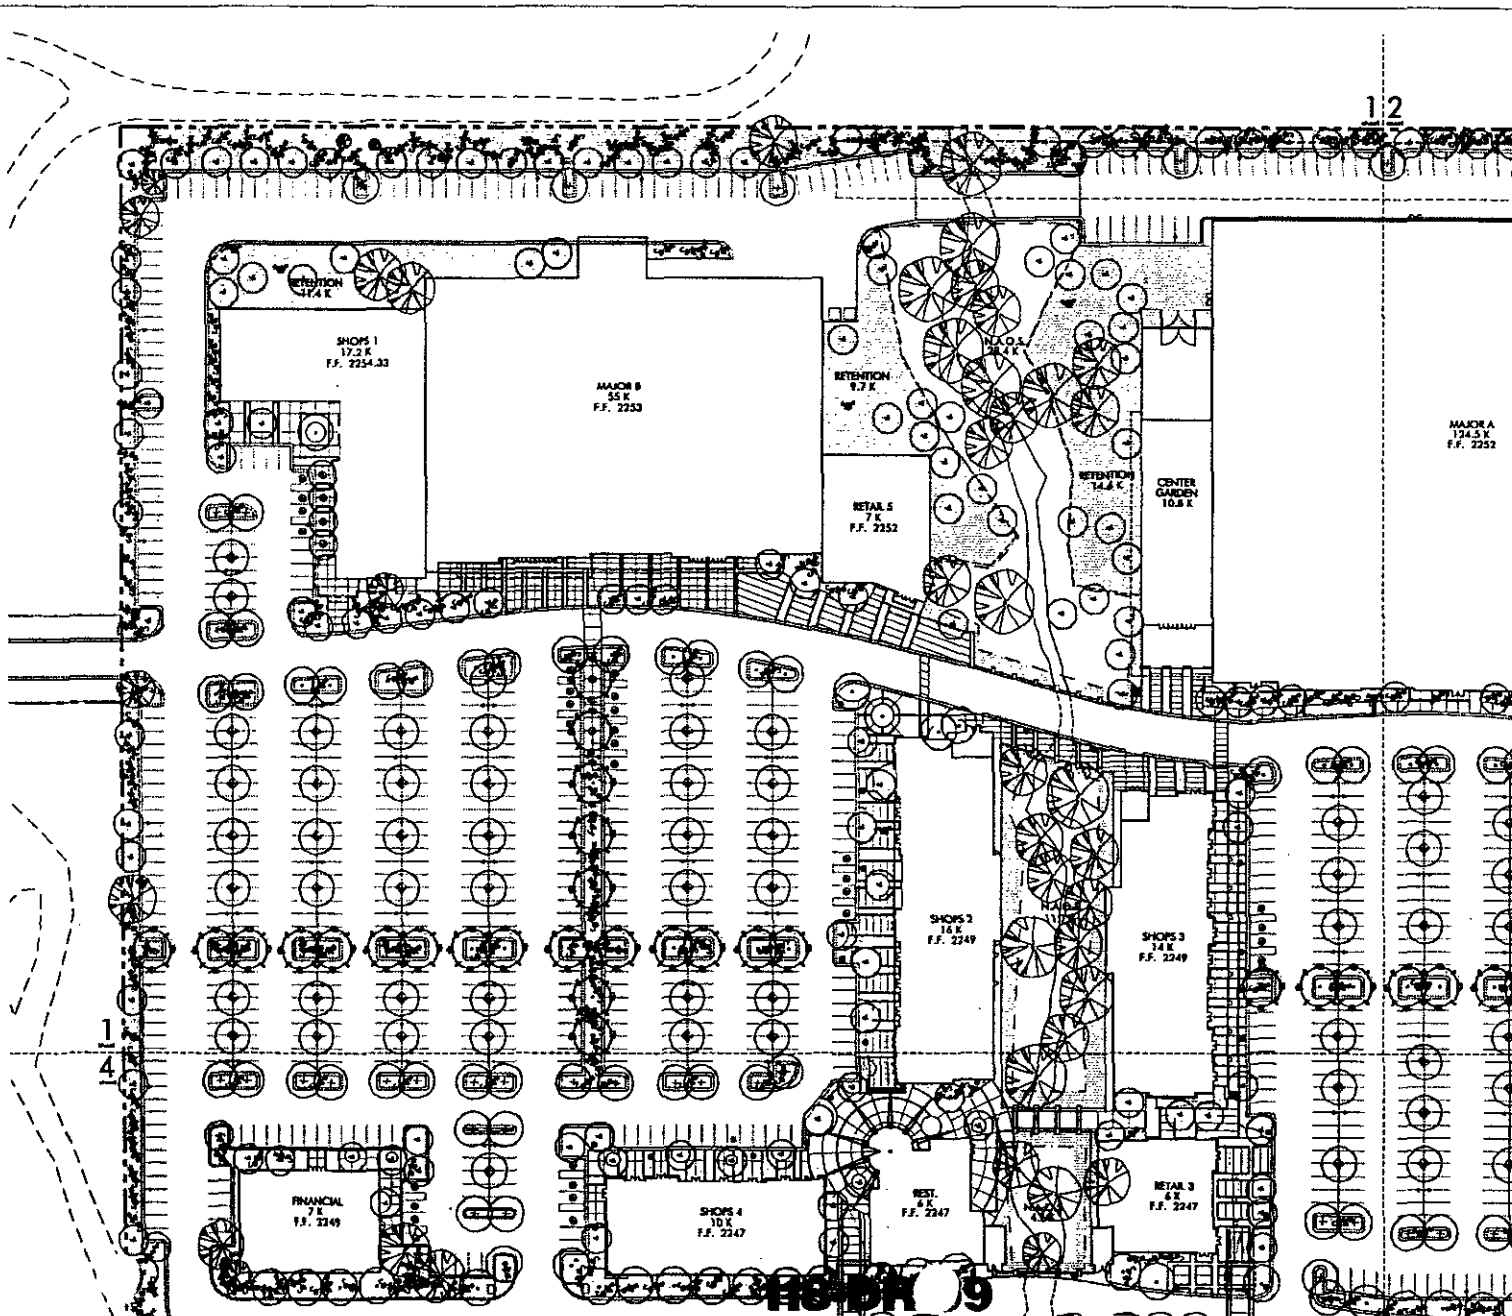 12
RETENTION
11.4 K
SHOPS 1
17.2 K
F.F. 2254.33
MAJOR B
55 K
F.F. 2253
N.A.O.S.
RETENTION
9.7 K
MAJOR A
124.5 K
F.F. 2252
RETENTION
14.6 K
CENTER
GARDEN
10.8 K
RETAIL 5
7 K
F.F. 2252
SHOPS 2
16 K
F.F. 2249
SHOPS 3
14 K
F.F. 2249
1
4
FINANCIAL
7 K
F.F. 2249
SHOPS 4
10 K
F.F. 2247
REST.
6 K
F.F. 2247
RETAIL 3
6 K
F.F. 2247